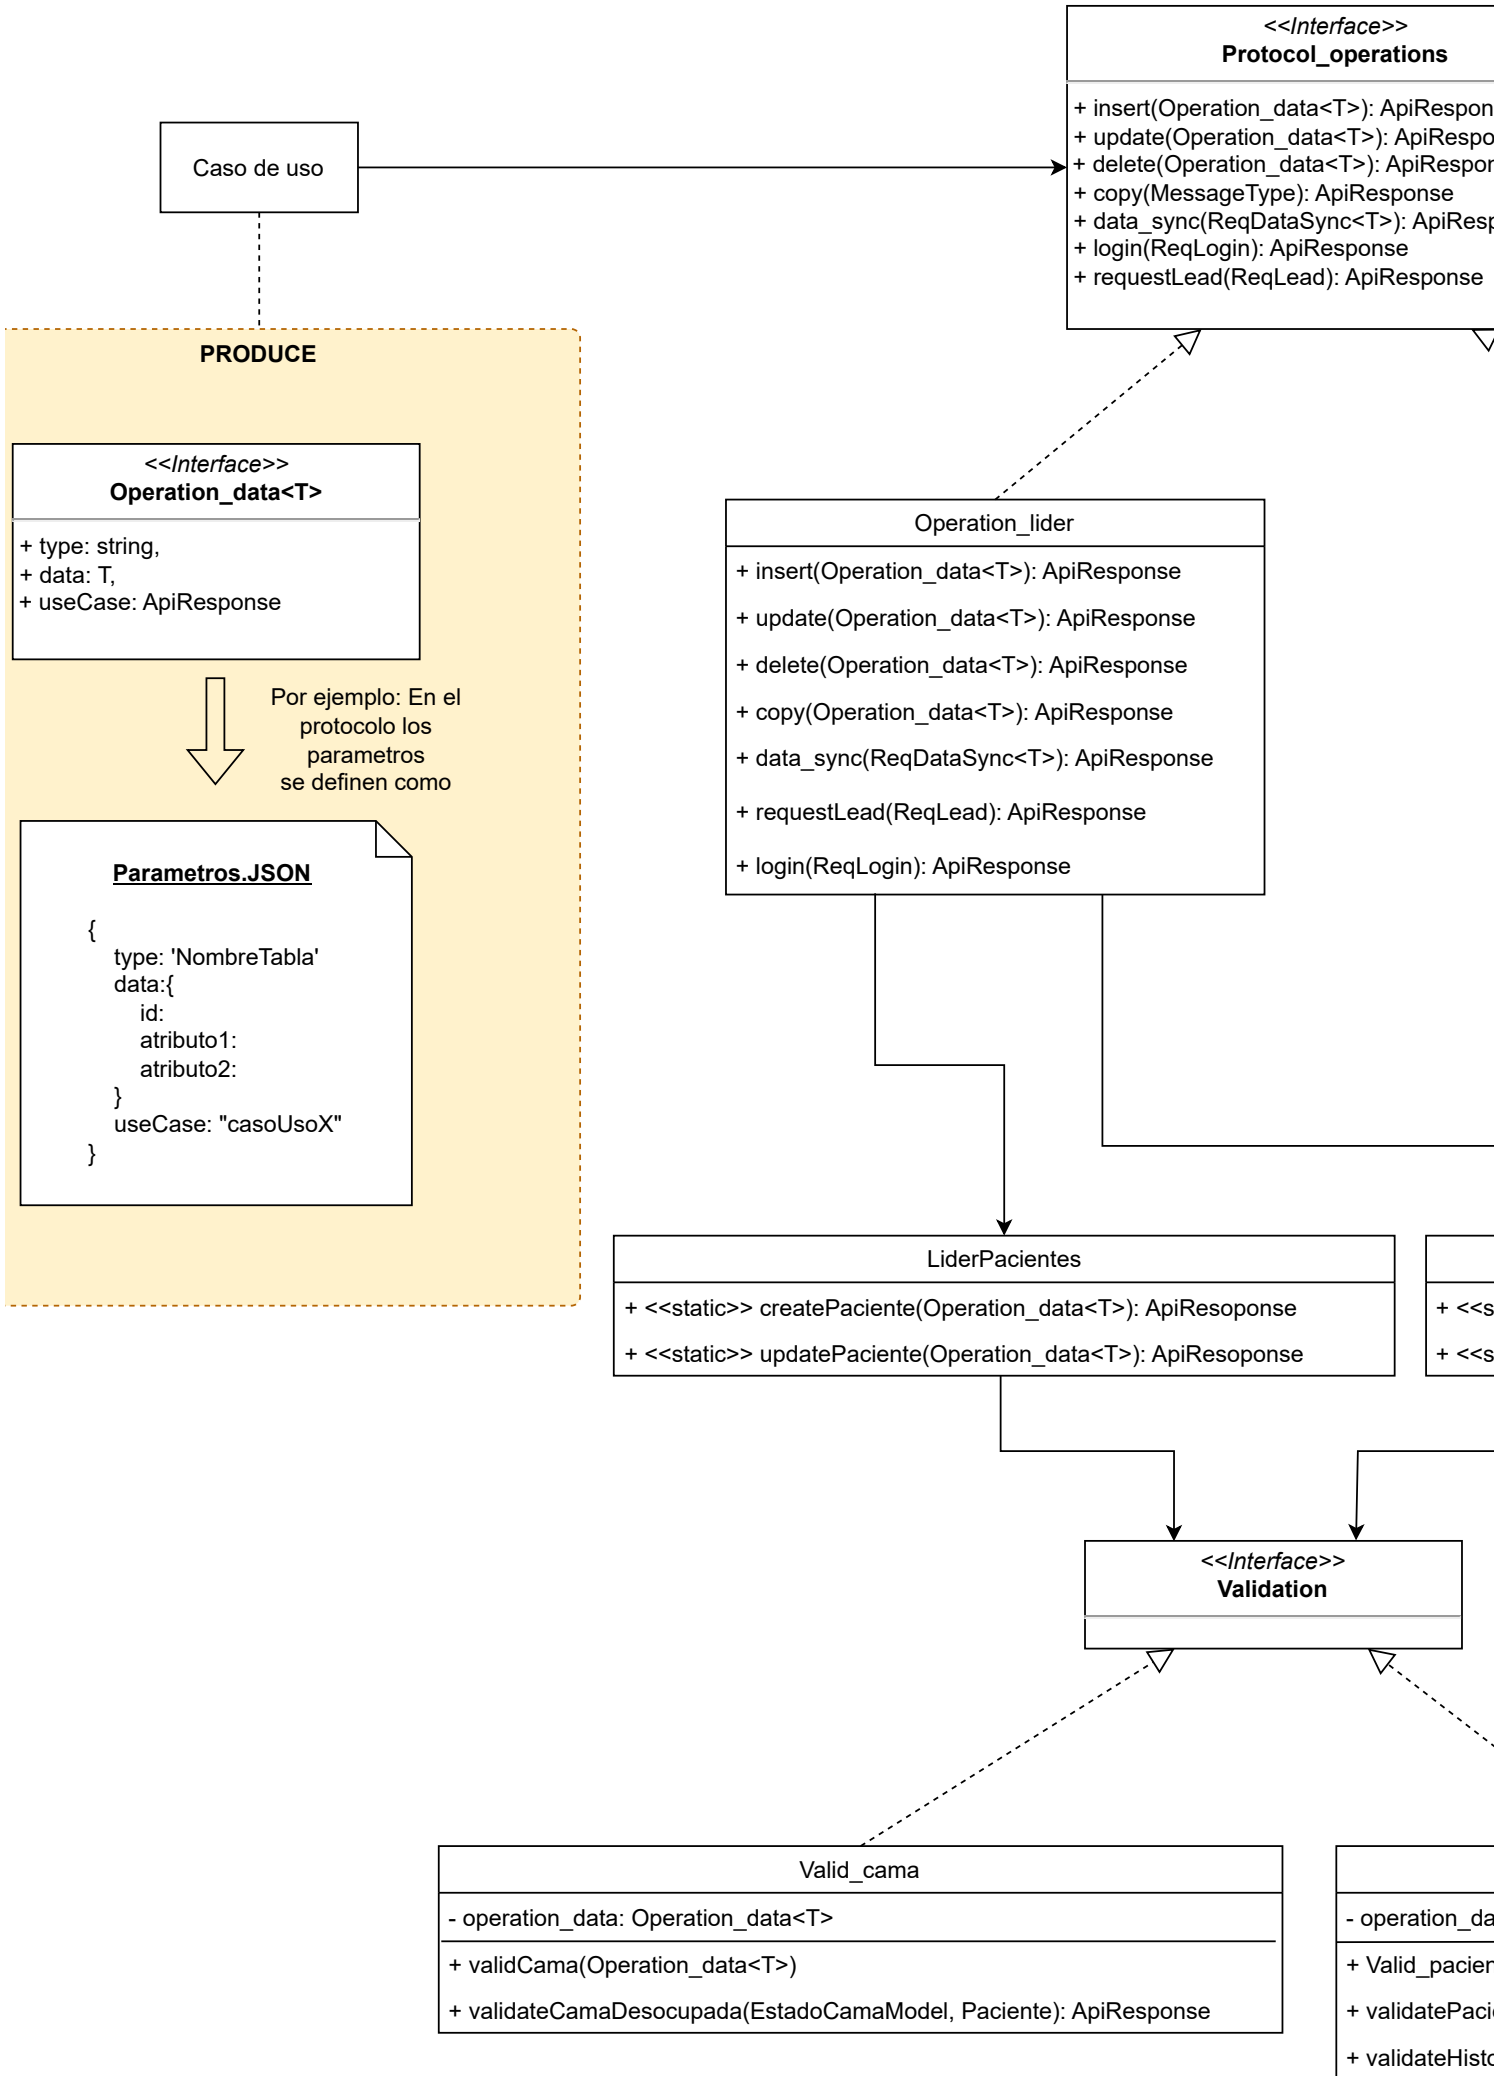 <<Interface>>
Protocol_operations
+ insert(Operation_data<T>): ApiRespon
+ update(Operation_data<T>): ApiRespo
+ delete(Operation_data<T>): ApiRespon
+ copy(MessageType): ApiResponse
+ data_sync(ReqDataSync<T>): ApiResp
+ login(ReqLogin): ApiResponse
+ requestLead(ReqLead): ApiResponse
Caso de uso
PRODUCE
<<Interface>>
Operation_data<T>
+ type: string,
+ data: T,
+ useCase: ApiResponse
Por ejemplo: En el
protocolo los
parametros
se definen como
Parametros.JSON
{
type: 'NombreTabla'
data:{
id:
atributo1:
atributo2:
}
useCase: "casoUsoX"
}
Operation_lider
+ insert(Operation_data<T>): ApiResponse
+ update(Operation_data<T>): ApiResponse
+ delete(Operation_data<T>): ApiResponse
+ copy(Operation_data<T>): ApiResponse
+ data_sync(ReqDataSync<T>): ApiResponse
+ requestLead(ReqLead): ApiResponse
+ login(ReqLogin): ApiResponse
LiderPacientes
+ <<static>> createPaciente(Operation_data<T>): ApiResoponse
+ <<static>> updatePaciente(Operation_data<T>): ApiResoponse
+ <<s
+ <<s
<<Interface>>
Validation
Valid_cama
- operation_data: Operation_data<T>
+ validCama(Operation_data<T>)
+ validateCamaDesocupada(EstadoCamaModel, Paciente): ApiResponse
- operation_da
+ Valid_pacien
+ validatePaci
+ validateHisto